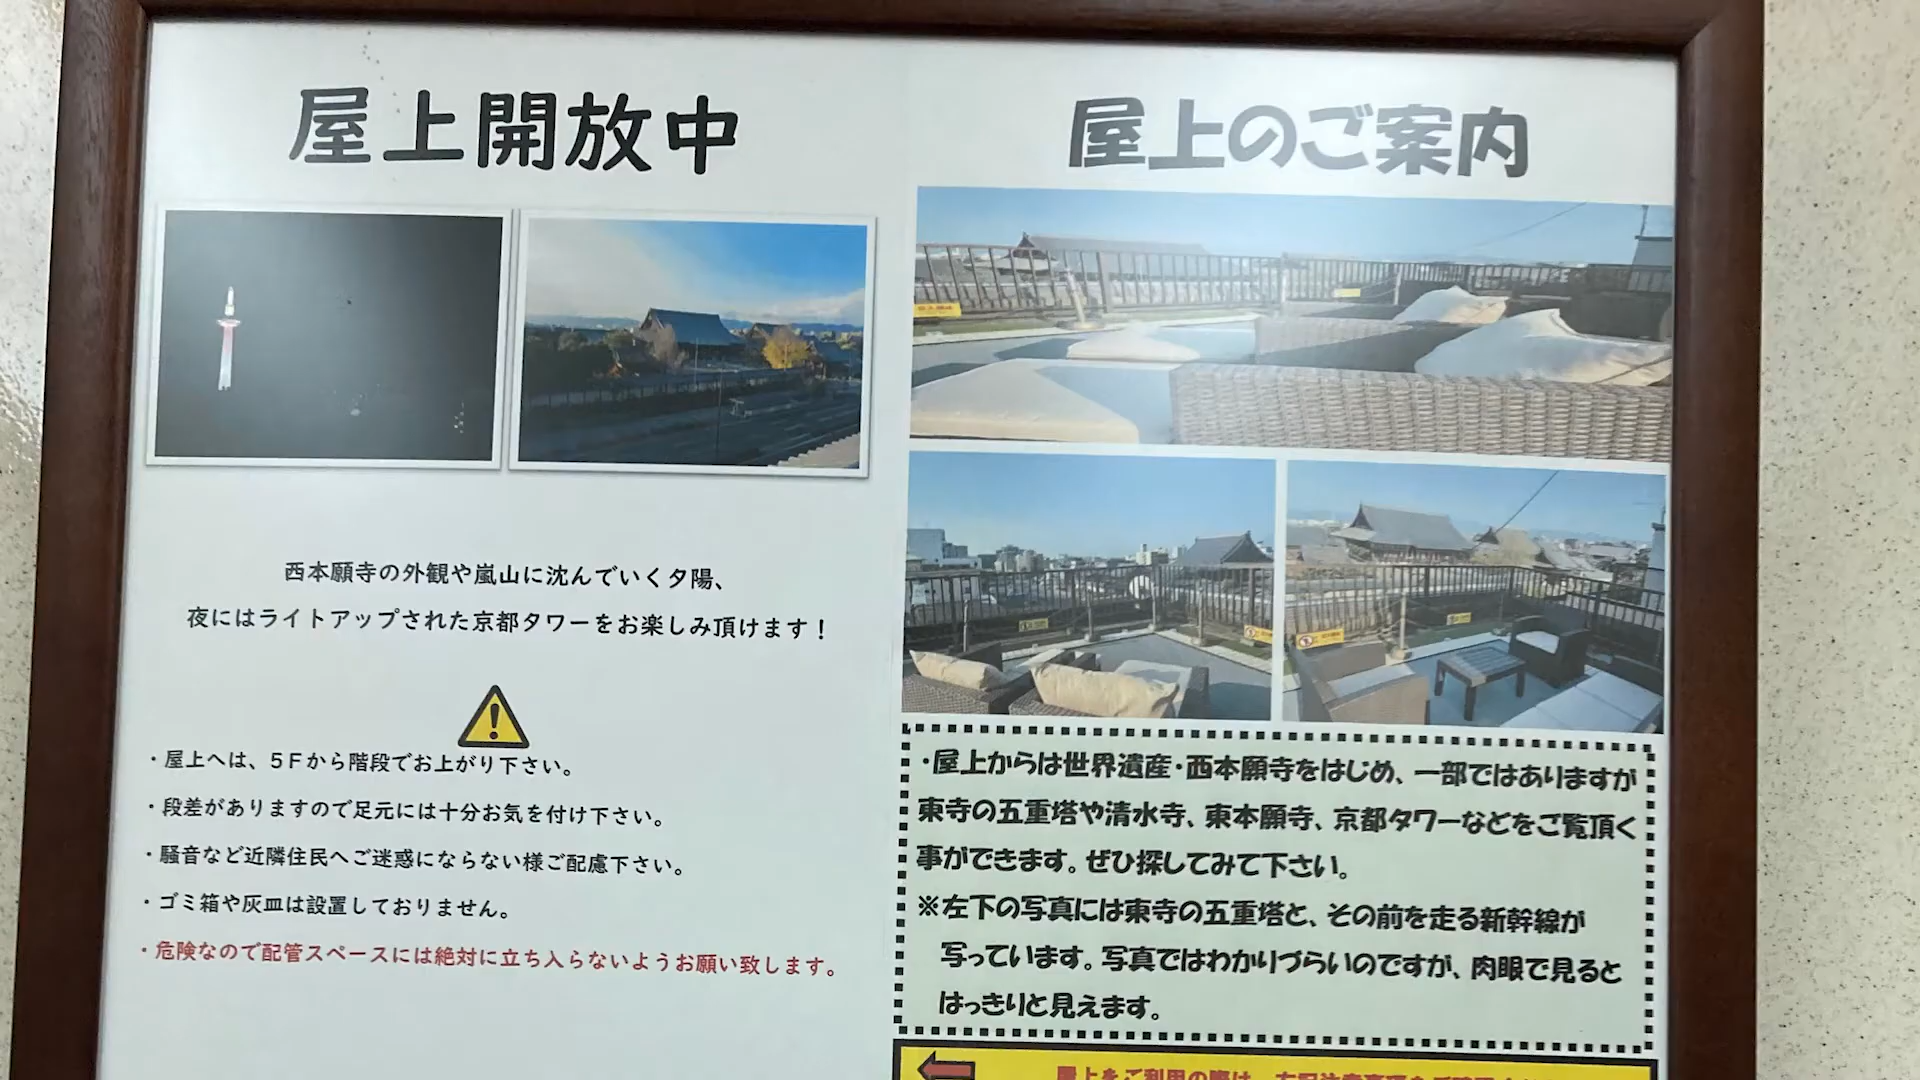 屋上開放中
西本願寺の外観や嵐山に沈んでいく夕陽、
夜にはライトアップされた京都タワーをお楽しみ頂けます!
・屋上へは、5Fから階段でお上がり下さい。
・段差がありますので足元には十分お気を付け下さい。
・騒音など近隣住民へご迷惑にならない様ご配慮下さい。
・ゴミ箱や灰皿は設置しておりません。
・危険なので配管スペースには絶対に立ち入らないようお願い致します。
屋上のご案内
・屋上からは世界遺産・西本願寺をはじめ、一部ではありますが
東寺の五重塔や清水寺、東本願寺、京都タワーなどをご覧頂く
事ができます。ぜひ探してみて下さい。
※左下の写真には東寺の五重塔と、その前を走る新幹線が
写っています。写真ではわかりづらいのですが、肉眼で見ると
はっきりと見えます。
屋上をご利用の際は、